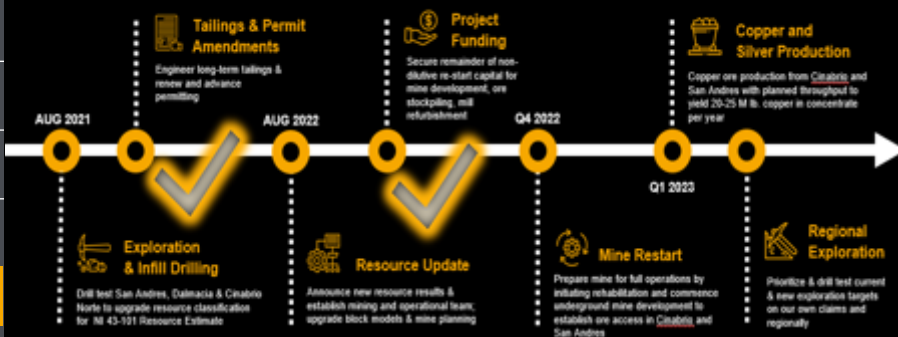 Tailings & Permit
Amendments
Engineer long-term tailings &
renew and advance
permitting
Project
Funding
Secure remainder of non-
dilutive re-start capital for
mine development, ore
stockpiling, mill
refurbishment
Copper and
Silver Production
Copper ore production from Cinabrio and
San Andres with planned throughput to
yield 20-25 M lb. copper in concentrate
per year
AUG 2021
AUG 2022
Q4 2022
Q1 2023
Exploration
& Infill Drilling
Drill test San Andres, Dalmacia & Cinabrio
Norte to upgrade resource classification
for NI 43-101 Resource Estimate
Resource Update
Announce new resource results &
establish mining and operational team;
upgrade block models & mine planning
Mine Restart
Prepare mine for full operations by
initiating rehabilitation and commence
underground mine development to
establish ore access in Cinabrio and
San Andres
Regional
Exploration
Prioritize & drill test current
& new exploration targets
on our own claims and
regionally